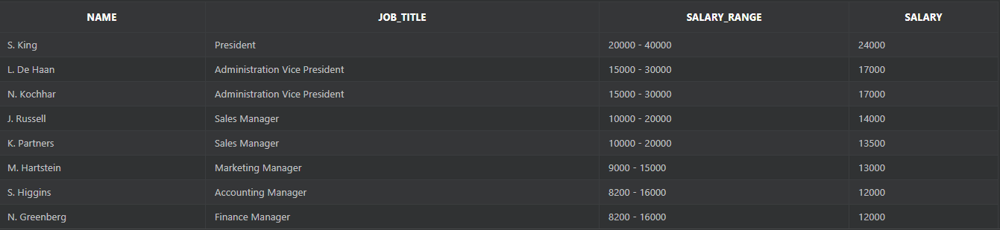 NAME JOB_TITLE SALARY_RANGE SALARY
S. King President 20000 - 40000 24000
L. De Haan Administration Vice President 15000 - 30000 17000
N. Kochhar Administration Vice President 15000 - 30000 17000
J. Russell Sales Manager 10000 - 20000 14000
K. Partners Sales Manager 10000 - 20000 13500
M. Hartstein Marketing Manager 9000 - 15000 13000
S. Higgins Accounting Manager 8200 - 16000 12000
N. Greenberg Finance Manager 8200 - 16000 12000